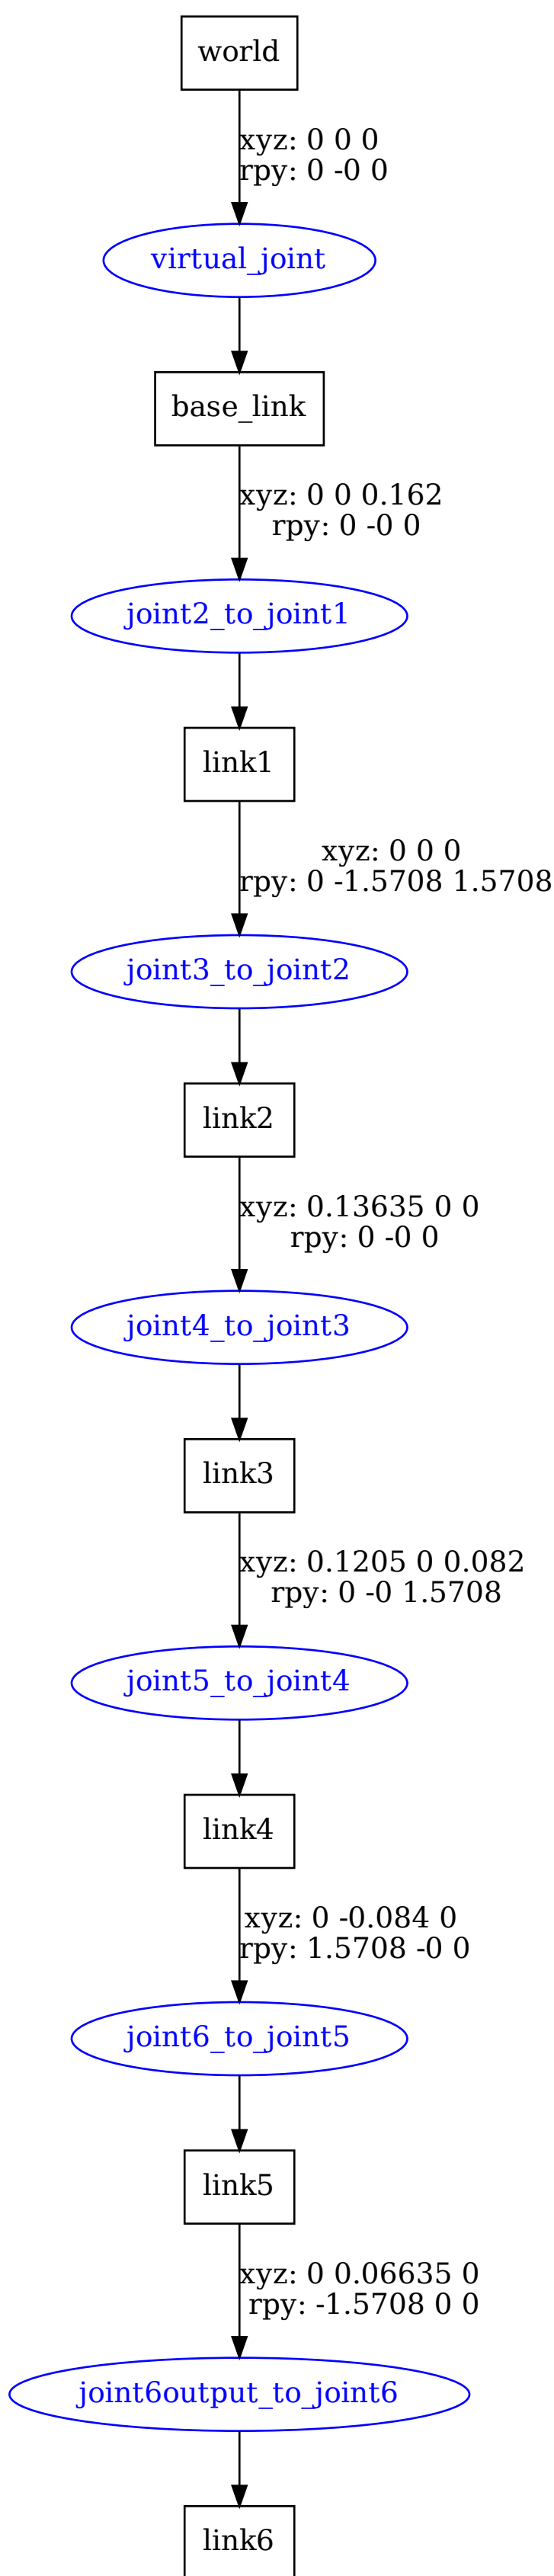 world
xyz: 0 0 0
rpy: 0 -0 0
virtual_joint
base_link
xyz: 0 0 0.162
rpy: 0 -0 0
joint2_to_joint1
link1
xyz: 0 0 0
rpy: 0 -1.5708 1.5708
joint3_to_joint2
link2
xyz: 0.13635 0 0
rpy: 0 -0 0
joint4_to_joint3
link3
xyz: 0.1205 0 0.082
rpy: 0 -0 1.5708
joint5_to_joint4
link4
xyz: 0 -0.084 0
rpy: 1.5708 -0 0
joint6_to_joint5
link5
xyz: 0 0.06635 0
rpy: -1.5708 0 0
joint6output_to_joint6
link6